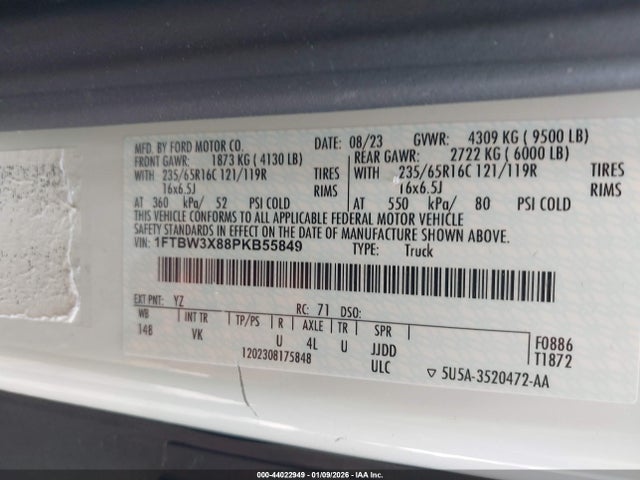 MFD. BY FORD MOTOR CO. DATE: 08/23 GVWR: 4309 KG ( 9500 LB)
FRONT GAWR: 1873 KG ( 4130 LB) REAR GAWR: 2722 KG ( 6000 LB)
WITH 235/65R16C 121/119R TIRES WITH 235/65R16C 121/119R TIRES
16x6.5J RIMS 16x6.5J RIMS
AT 360 kPa/ 52 PSI COLD AT 550 kPa/ 80 PSI COLD
THIS VEHICLE CONFORMS TO ALL APPLICABLE FEDERAL MOTOR VEHICLE
SAFETY STANDARDS IN EFFECT ON THE DATE OF MANUFACTURE SHOWN ABOVE.
VIN: 1FTBW3X88PKB55849 TYPE: Truck
EXT PNT: YZ RC: 71 DSO:
WB INT TR TP/PS R AXLE TR SPR F0886
148 VK U 4L U JJDD T1872
1202308175848 ULC ▽ 5U5A-3520472-AA
000-44022949 - 01/09/2026 - IAA Inc.